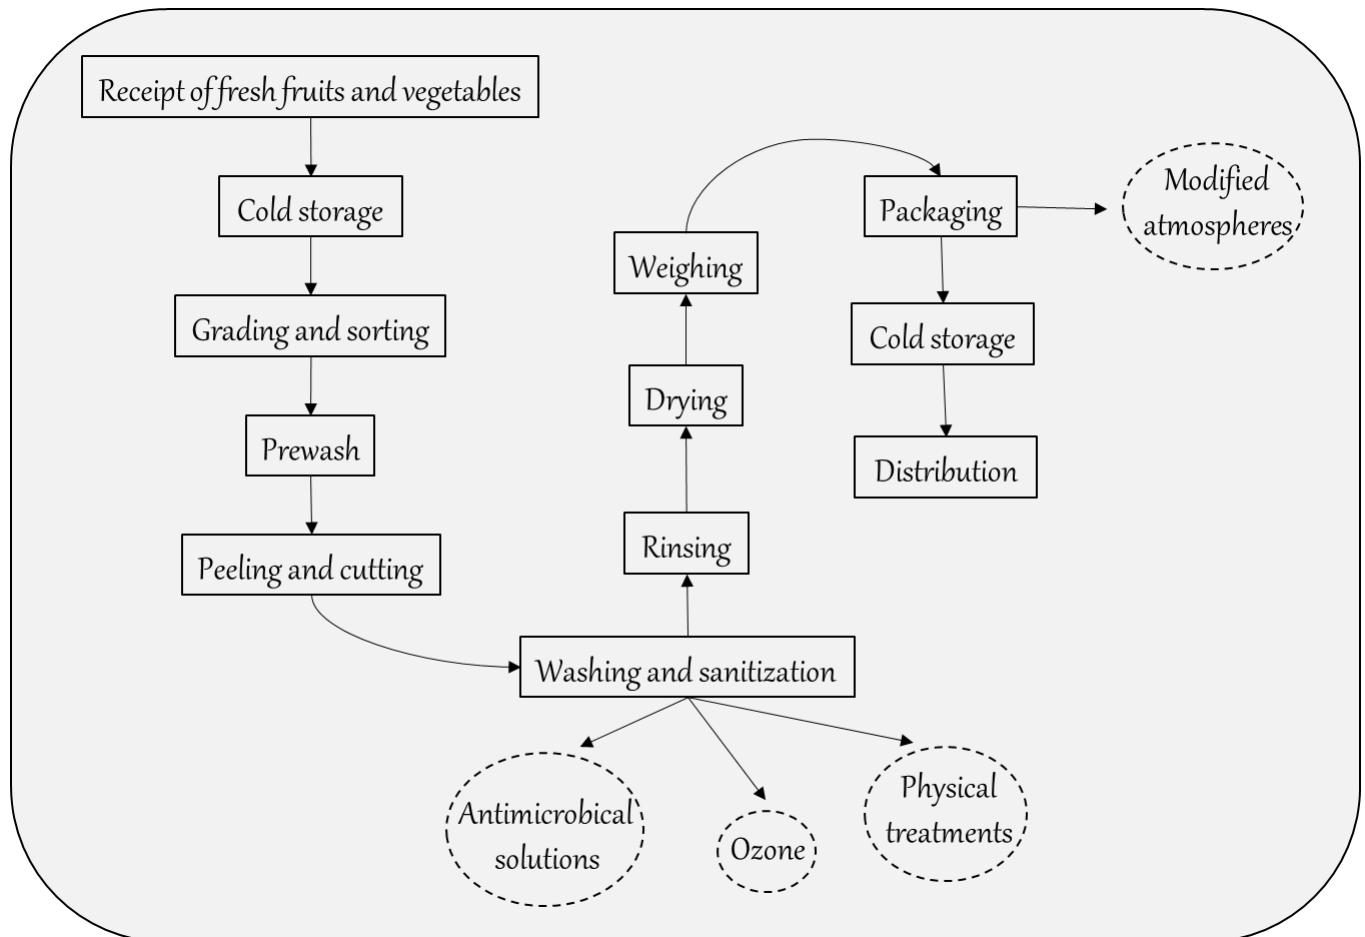 Receipt of fresh fruits and vegetables
Cold storage
Grading and sorting
Prewash
Peeling and cutting
Washing and sanitization
Antimicrobical
solutions
Ozone
Physical
treatments
Rinsing
Drying
Weighing
Packaging
Modified
atmospheres
Cold storage
Distribution